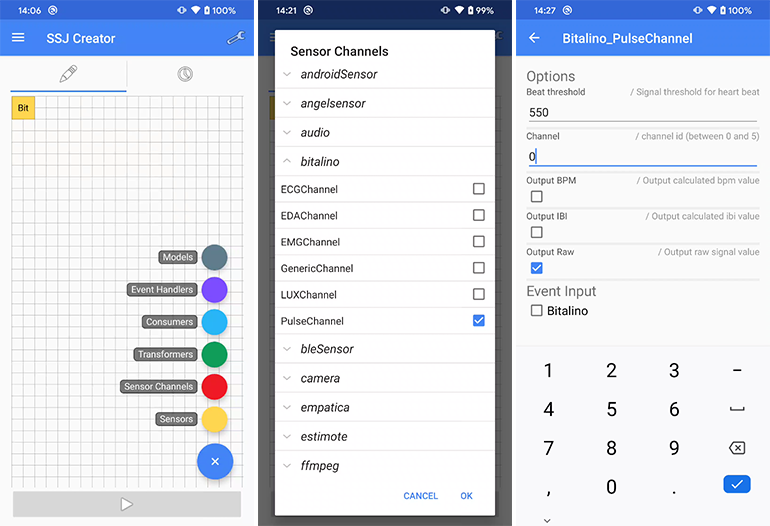 14:06
100%
SSJ Creator
Bit
Models
Event Handlers
Consumers
Transformers
Sensor Channels
Sensors
14:21
99%
Sensor Channels
androidSensor
angelsensor
audio
bitalino
ECGChannel
EDAChannel
EMGChannel
GenericChannel
LUXChannel
PulseChannel
bleSensor
camera
empatica
estimote
ffmpeg
CANCEL OK
14:27
100%
Bitalino_PulseChannel
Options
Beat threshold / Signal threshold for heart beat
550
Channel / channel id (between 0 and 5)
0
Output BPM / Output calculated bpm value
Output IBI / Output calculated ibi value
Output Raw / Output raw signal value
Event Input
Bitalino
1 2 3 -
4 5 6
7 8 9
, 0 .